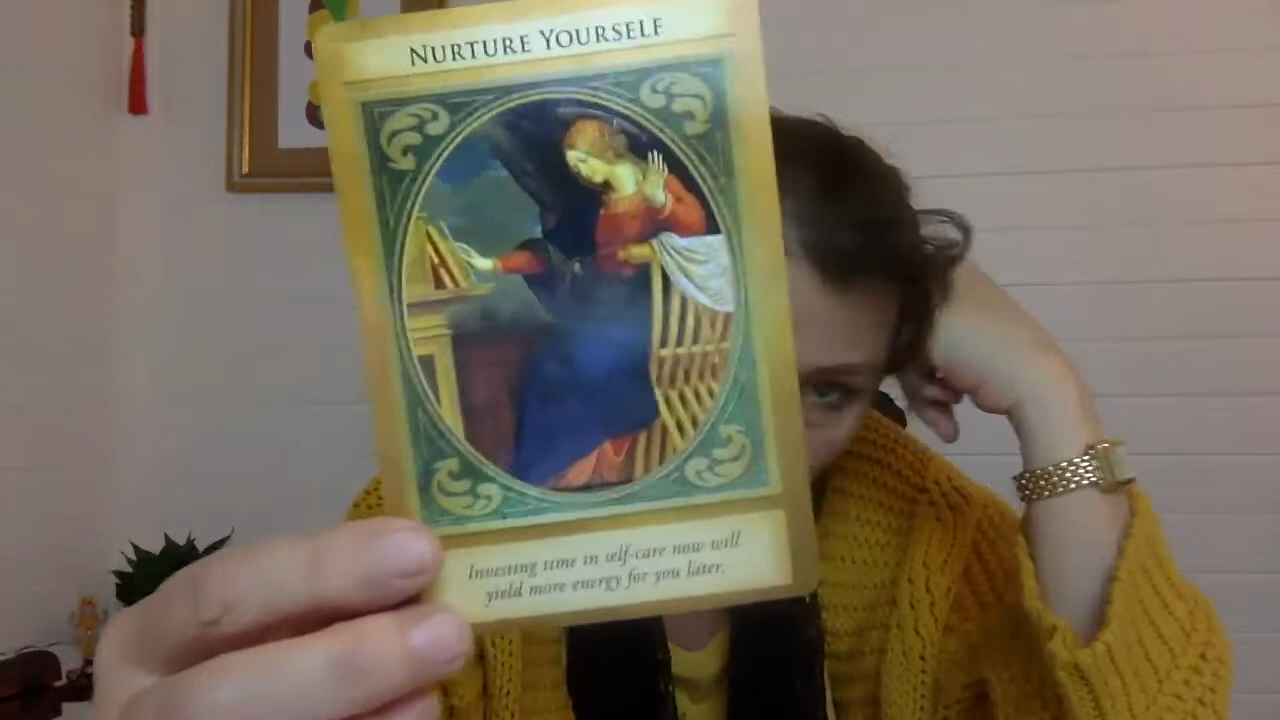 NURTURE YOURSELF
Investing time in self-care now will
yield more energy for you later.